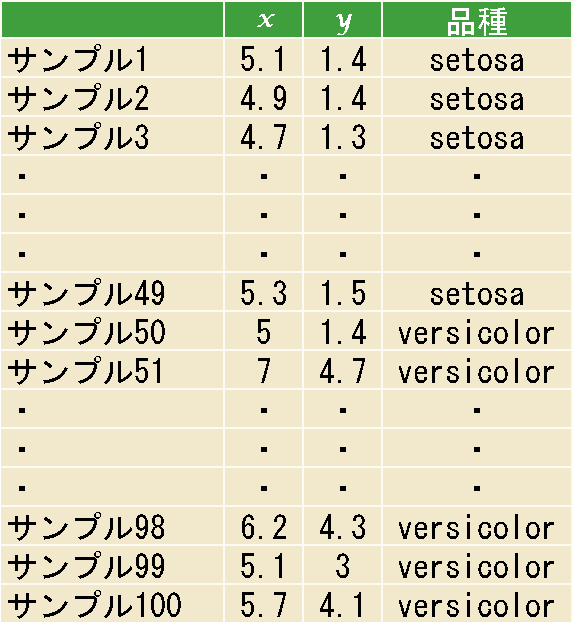 x y 品種
サンプル1 5.1 1.4 setosa
サンプル2 4.9 1.4 setosa
サンプル3 4.7 1.3 setosa
・ ・ ・ ・
・ ・ ・ ・
・ ・ ・ ・
サンプル49 5.3 1.5 setosa
サンプル50 5 1.4 versicolor
サンプル51 7 4.7 versicolor
・ ・ ・ ・
・ ・ ・ ・
・ ・ ・ ・
サンプル98 6.2 4.3 versicolor
サンプル99 5.1 3 versicolor
サンプル100 5.7 4.1 versicolor